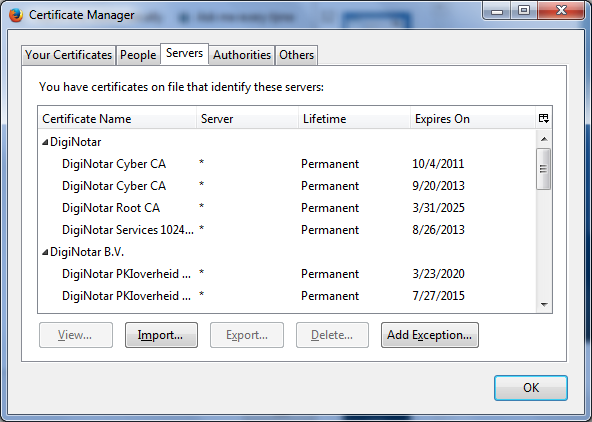 Certificate Manager
Your Certificates People Servers Authorities Others
You have certificates on file that identify these servers:
Certificate Name Server Lifetime Expires On
DigiNotar
DigiNotar Cyber CA * Permanent 10/4/2011
DigiNotar Cyber CA * Permanent 9/20/2013
DigiNotar Root CA * Permanent 3/31/2025
DigiNotar Services 1024... * Permanent 8/26/2013
DigiNotar B.V.
DigiNotar PKIoverheid ... * Permanent 3/23/2020
DigiNotar PKIoverheid ... * Permanent 7/27/2015
View... Import... Export... Delete... Add Exception...
OK